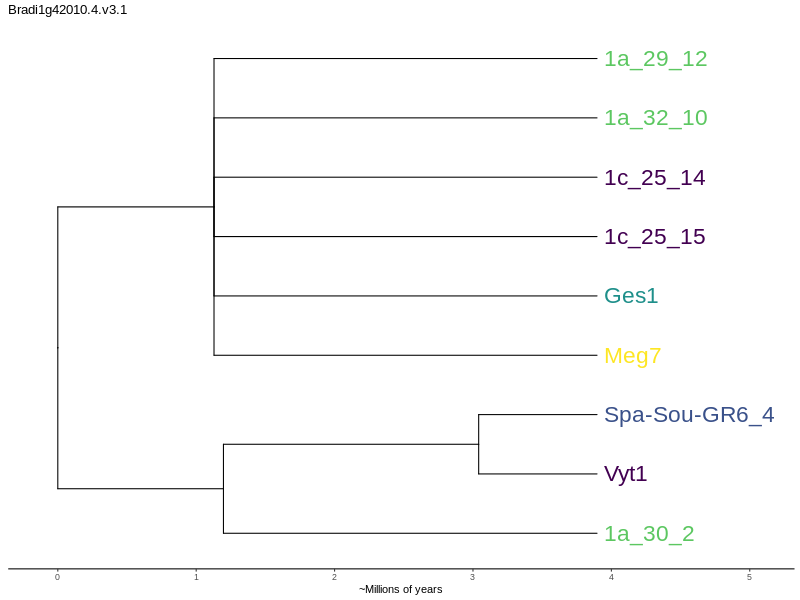 Bradi1g42010.4.v3.1
1a_29_12
1a_32_10
1c_25_14
1c_25_15
Ges1
Meg7
Spa-Sou-GR6_4
Vyt1
1a_30_2
0 1 2 3 4 5
~Millions of years